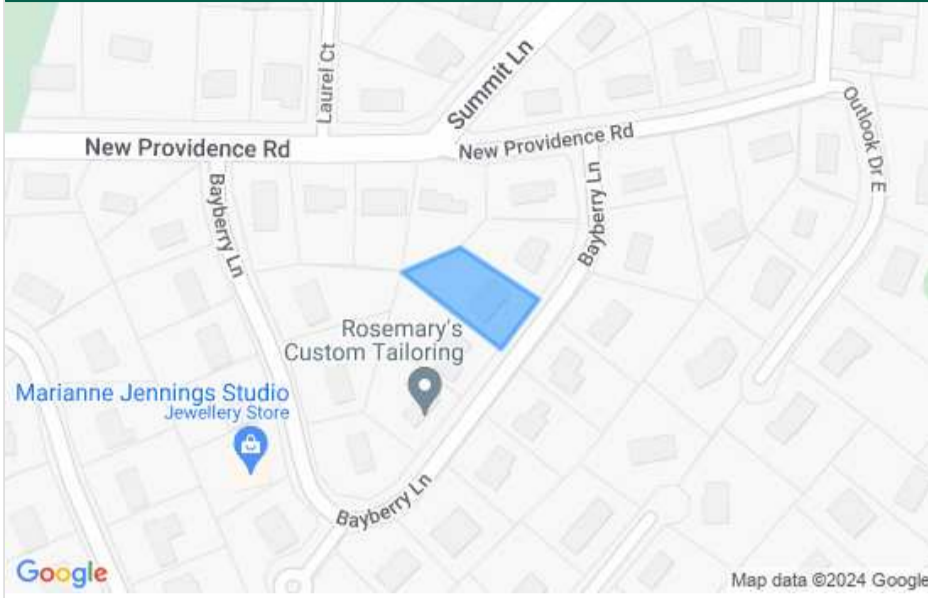 Laurel Ct
Summit Ln
New Providence Rd
New Providence Rd
Outlook Dr E
Bayberry Ln
Bayberry Ln
Rosemary's
Custom Tailoring
Marianne Jennings Studio
Jewellery Store
Bayberry Ln
Google
Map data ©2024 Google